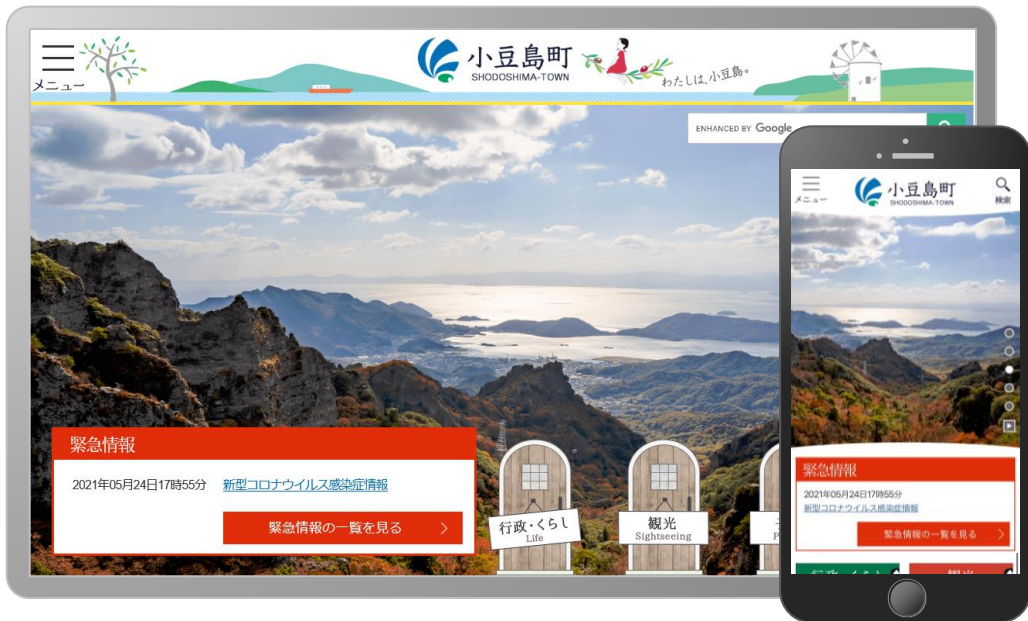 メニュー
小豆島町
SHODOSHIMA-TOWN
わたしは、小豆島。
ENHANCED BY Google
緊急情報
2021年05月24日17時55分 新型コロナウイルス感染症情報
緊急情報の一覧を見る
行政・くらし
Life
観光
Sightseeing
メニュー
小豆島町
SHODOSHIMA-TOWN
検索
緊急情報
2021年05月24日17時55分
新型コロナウイルス感染症情報
緊急情報の一覧を見る